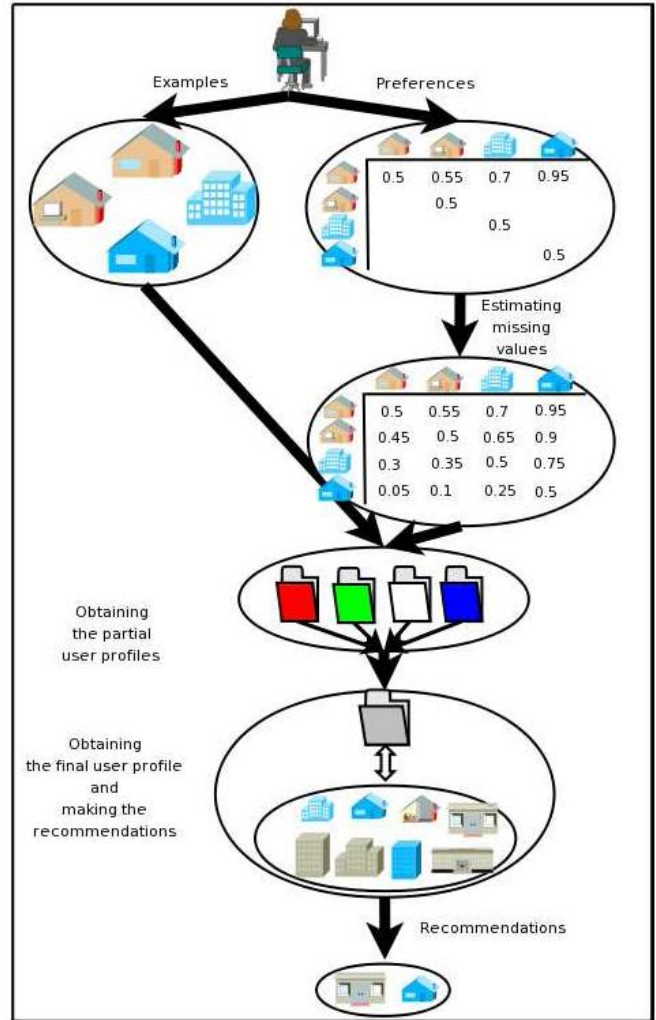 Examples
Preferences
0.5 0.55 0.7 0.95
0.5
0.5
0.5
Estimating
missing
values
0.5 0.55 0.7 0.95
0.45 0.5 0.65 0.9
0.3 0.35 0.5 0.75
0.05 0.1 0.25 0.5
Obtaining
the partial
user profiles
Obtaining
the final user profile
and
making the
recommendations
Recommendations